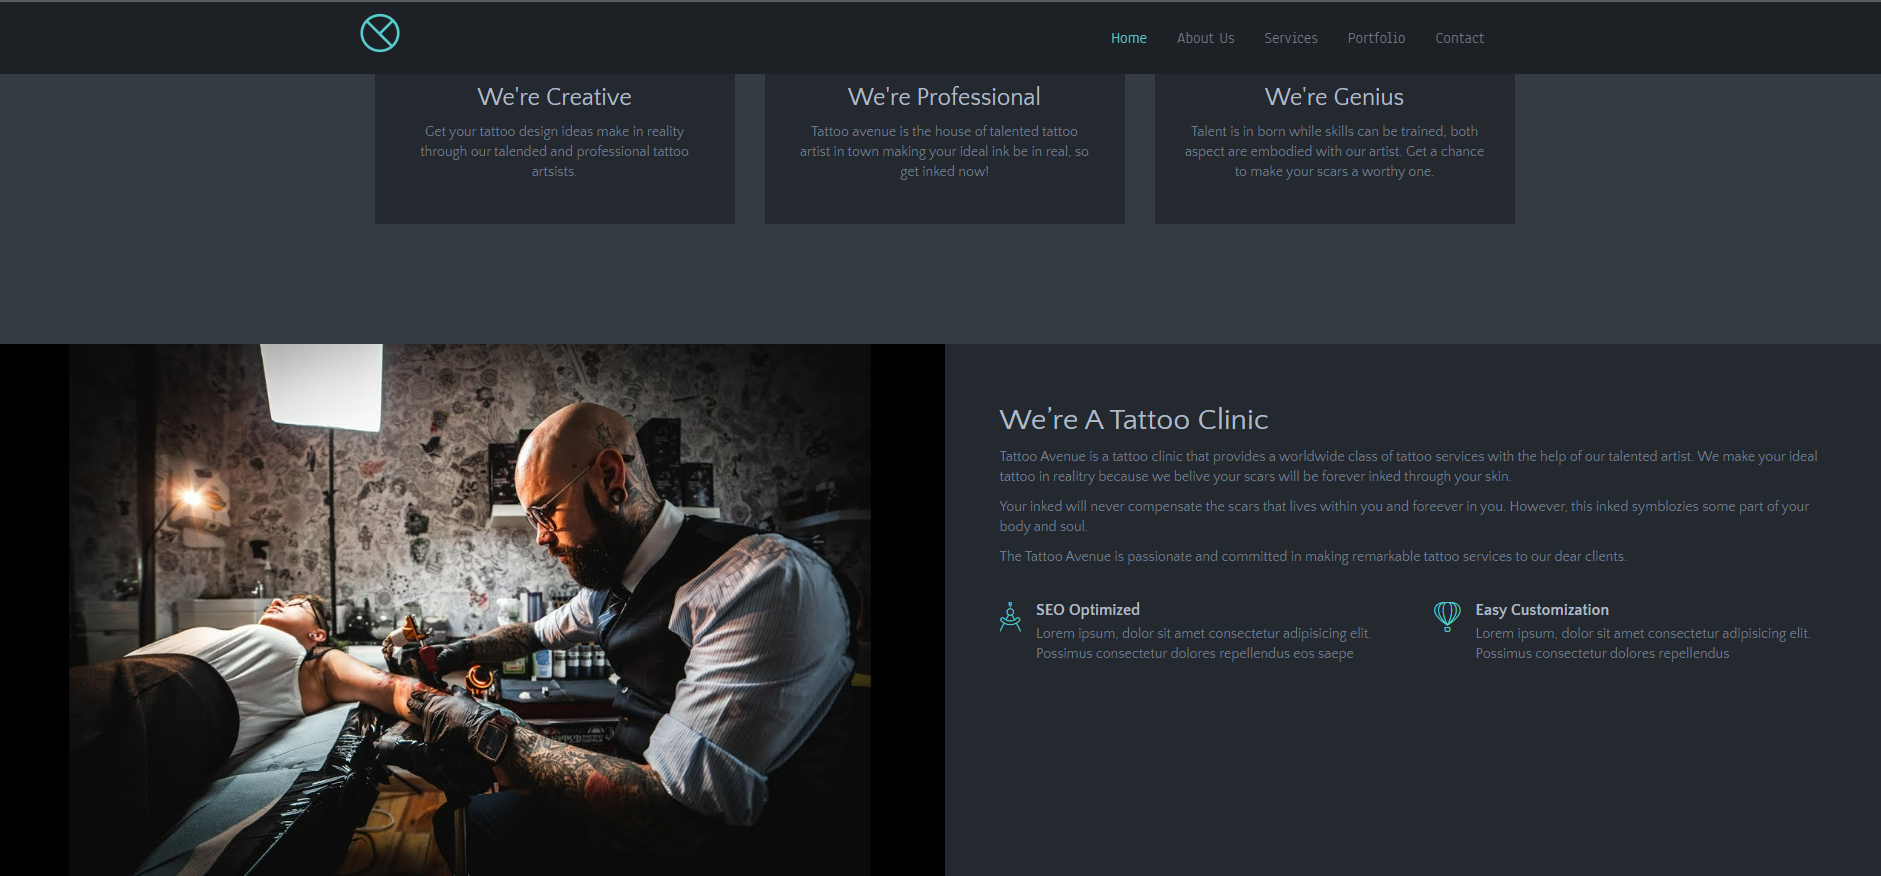 Home About Us Services Portfolio Contact
We're Creative
Get your tattoo design ideas make in reality
through our talended and professional tattoo
artsists.
We're Professional
Tattoo avenue is the house of talented tattoo
artist in town making your ideal ink be in real, so
get inked now!
We're Genius
Talent is in born while skills can be trained, both
aspect are embodied with our artist. Get a chance
to make your scars a worthy one.
We're A Tattoo Clinic
Tattoo Avenue is a tattoo clinic that provides a worldwide class of tattoo services with the help of our talented artist. We make your ideal
tattoo in realitry because we belive your scars will be forever inked through your skin.
Your inked will never compensate the scars that lives within you and foreever in you. However, this inked symblozies some part of your
body and soul.
The Tattoo Avenue is passionate and committed in making remarkable tattoo services to our dear clients.
SEO Optimized
Lorem ipsum, dolor sit amet consectetur adipisicing elit.
Possimus consectetur dolores repellendus eos saepe
Easy Customization
Lorem ipsum, dolor sit amet consectetur adipisicing elit.
Possimus consectetur dolores repellendus